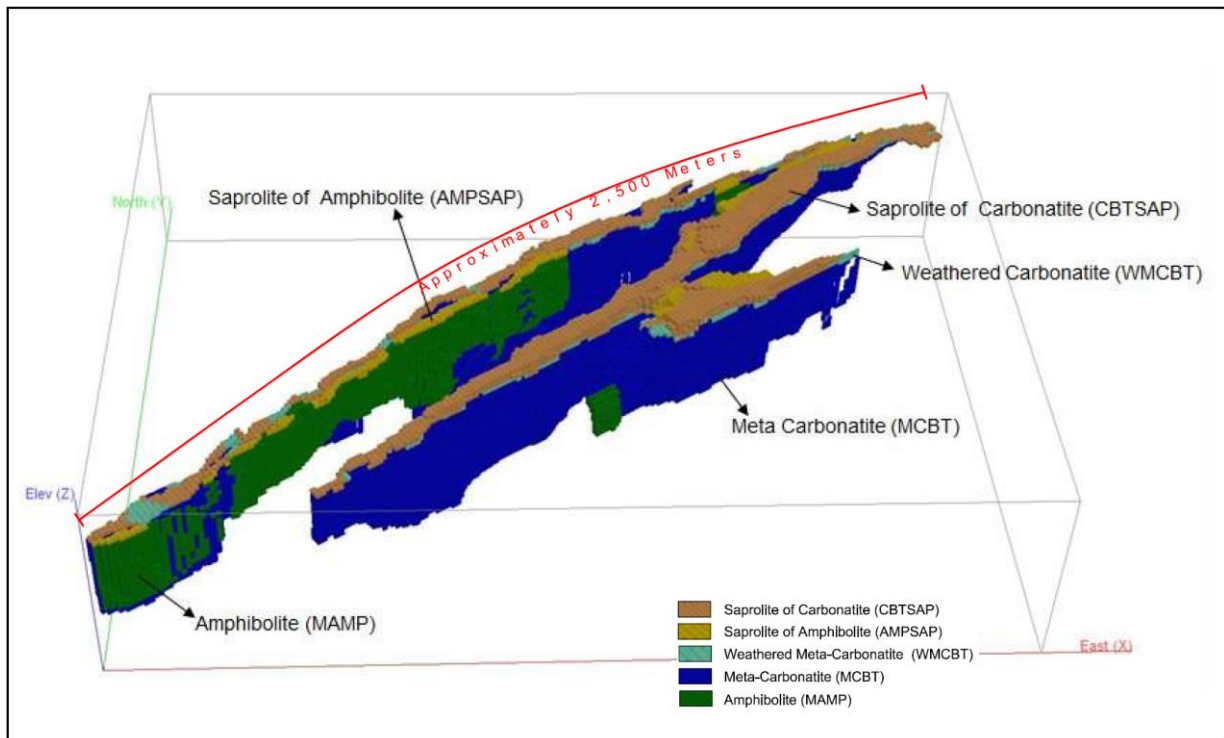 Approximately 2,500 Meters
Saprolite of Amphibolite (AMPSAP)
North (Y)
Saprolite of Carbonatite (CBTSAP)
Weathered Carbonatite (WMCBT)
Meta Carbonatite (MCBT)
Elev (Z)
Amphibolite (MAMP)
Saprolite of Carbonatite (CBTSAP)
Saprolite of Amphibolite (AMPSAP)
Weathered Meta-Carbonatite (WMCBT)
Meta-Carbonatite (MCBT)
Amphibolite (MAMP)
East (X)